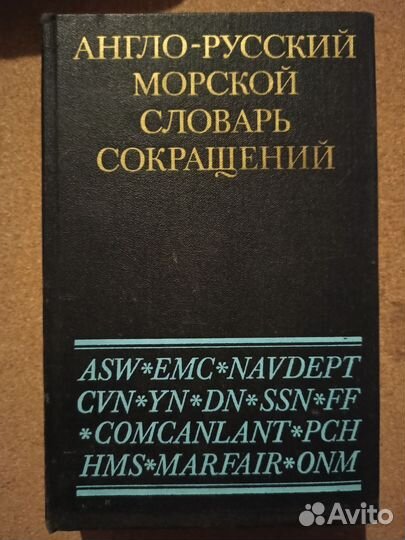 АНГЛО-РУССКИЙ
МОРСКОЙ
СЛОВАРЬ
СОКРАЩЕНИЙ
ASW*EMC*NAVDEPT
CVN*YN*DN*SSN*FF
*COMCANLANT*PCH
HMS*MARFAIR*ONM
Avito